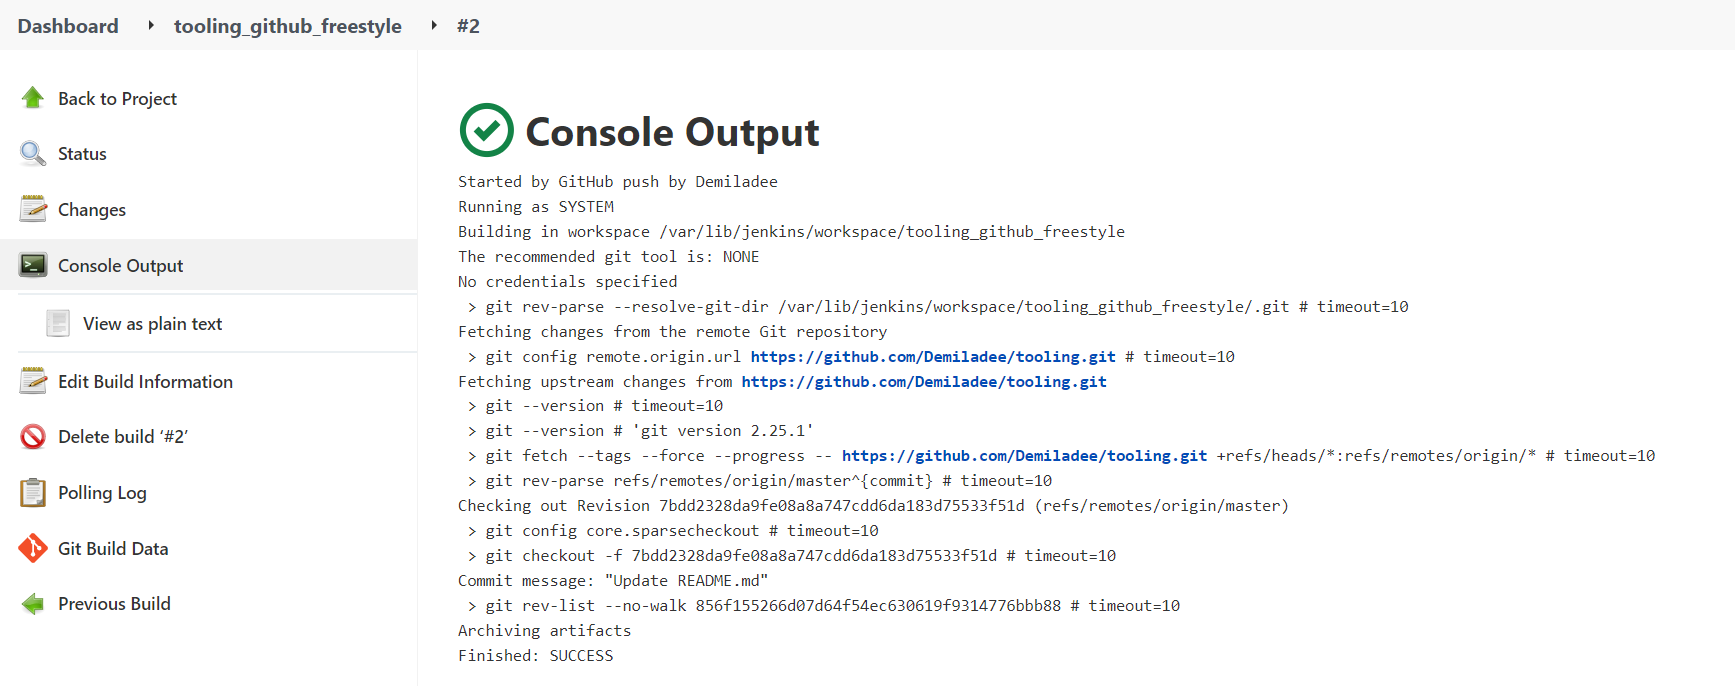 Dashboard
tooling_github_freestyle
#2
Back to Project
Status
Changes
Console Output
View as plain text
Edit Build Information
Delete build ‘#2’
Polling Log
Git Build Data
Previous Build
Console Output
Started by GitHub push by Demiladee
Running as SYSTEM
Building in workspace /var/lib/jenkins/workspace/tooling_github_freestyle
The recommended git tool is: NONE
No credentials specified
> git rev-parse --resolve-git-dir /var/lib/jenkins/workspace/tooling_github_freestyle/.git # timeout=10
Fetching changes from the remote Git repository
> git config remote.origin.url https://github.com/Demiladee/tooling.git # timeout=10
Fetching upstream changes from https://github.com/Demiladee/tooling.git
> git --version # timeout=10
> git --version # 'git version 2.25.1'
> git fetch --tags --force --progress -- https://github.com/Demiladee/tooling.git +refs/heads/*:refs/remotes/origin/* # timeout=10
> git rev-parse refs/remotes/origin/master^{commit} # timeout=10
Checking out Revision 7bdd2328da9fe08a8a747cdd6da183d75533f51d (refs/remotes/origin/master)
> git config core.sparsecheckout # timeout=10
> git checkout -f 7bdd2328da9fe08a8a747cdd6da183d75533f51d # timeout=10
Commit message: "Update README.md"
> git rev-list --no-walk 856f155266d07d64f54ec630619f9314776bbb88 # timeout=10
Archiving artifacts
Finished: SUCCESS